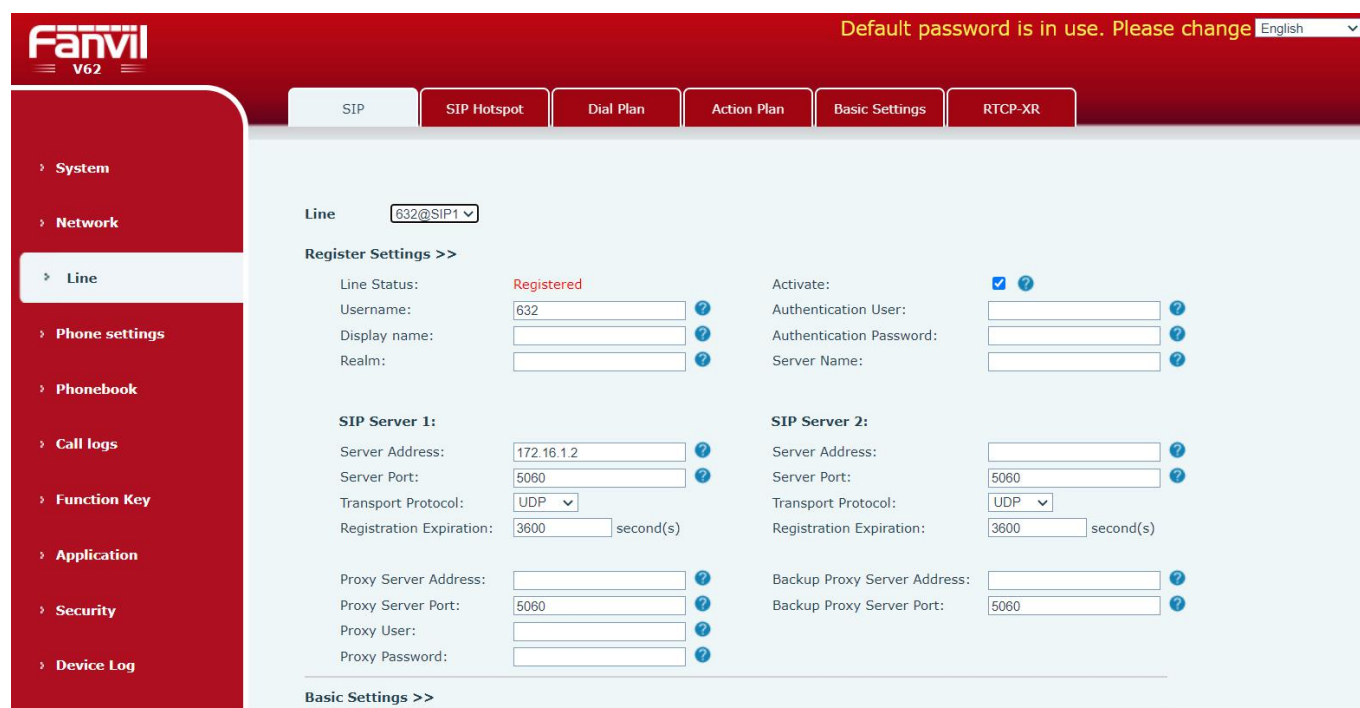 Fanvil
V62
Default password is in use. Please change
English
SIP
SIP Hotspot
Dial Plan
Action Plan
Basic Settings
RTCP-XR
System
Network
Line
Phone settings
Phonebook
Call logs
Function Key
Application
Security
Device Log
Line 632@SIP1
Register Settings >>
Line Status: Registered Activate:
Username: 632 Authentication User:
Display name: Authentication Password:
Realm: Server Name:
SIP Server 1: SIP Server 2:
Server Address: 172.16.1.2 Server Address:
Server Port: 5060 Server Port: 5060
Transport Protocol: UDP Transport Protocol: UDP
Registration Expiration: 3600 second(s) Registration Expiration: 3600 second(s)
Proxy Server Address: Backup Proxy Server Address:
Proxy Server Port: 5060 Backup Proxy Server Port: 5060
Proxy User:
Proxy Password:
Basic Settings >>